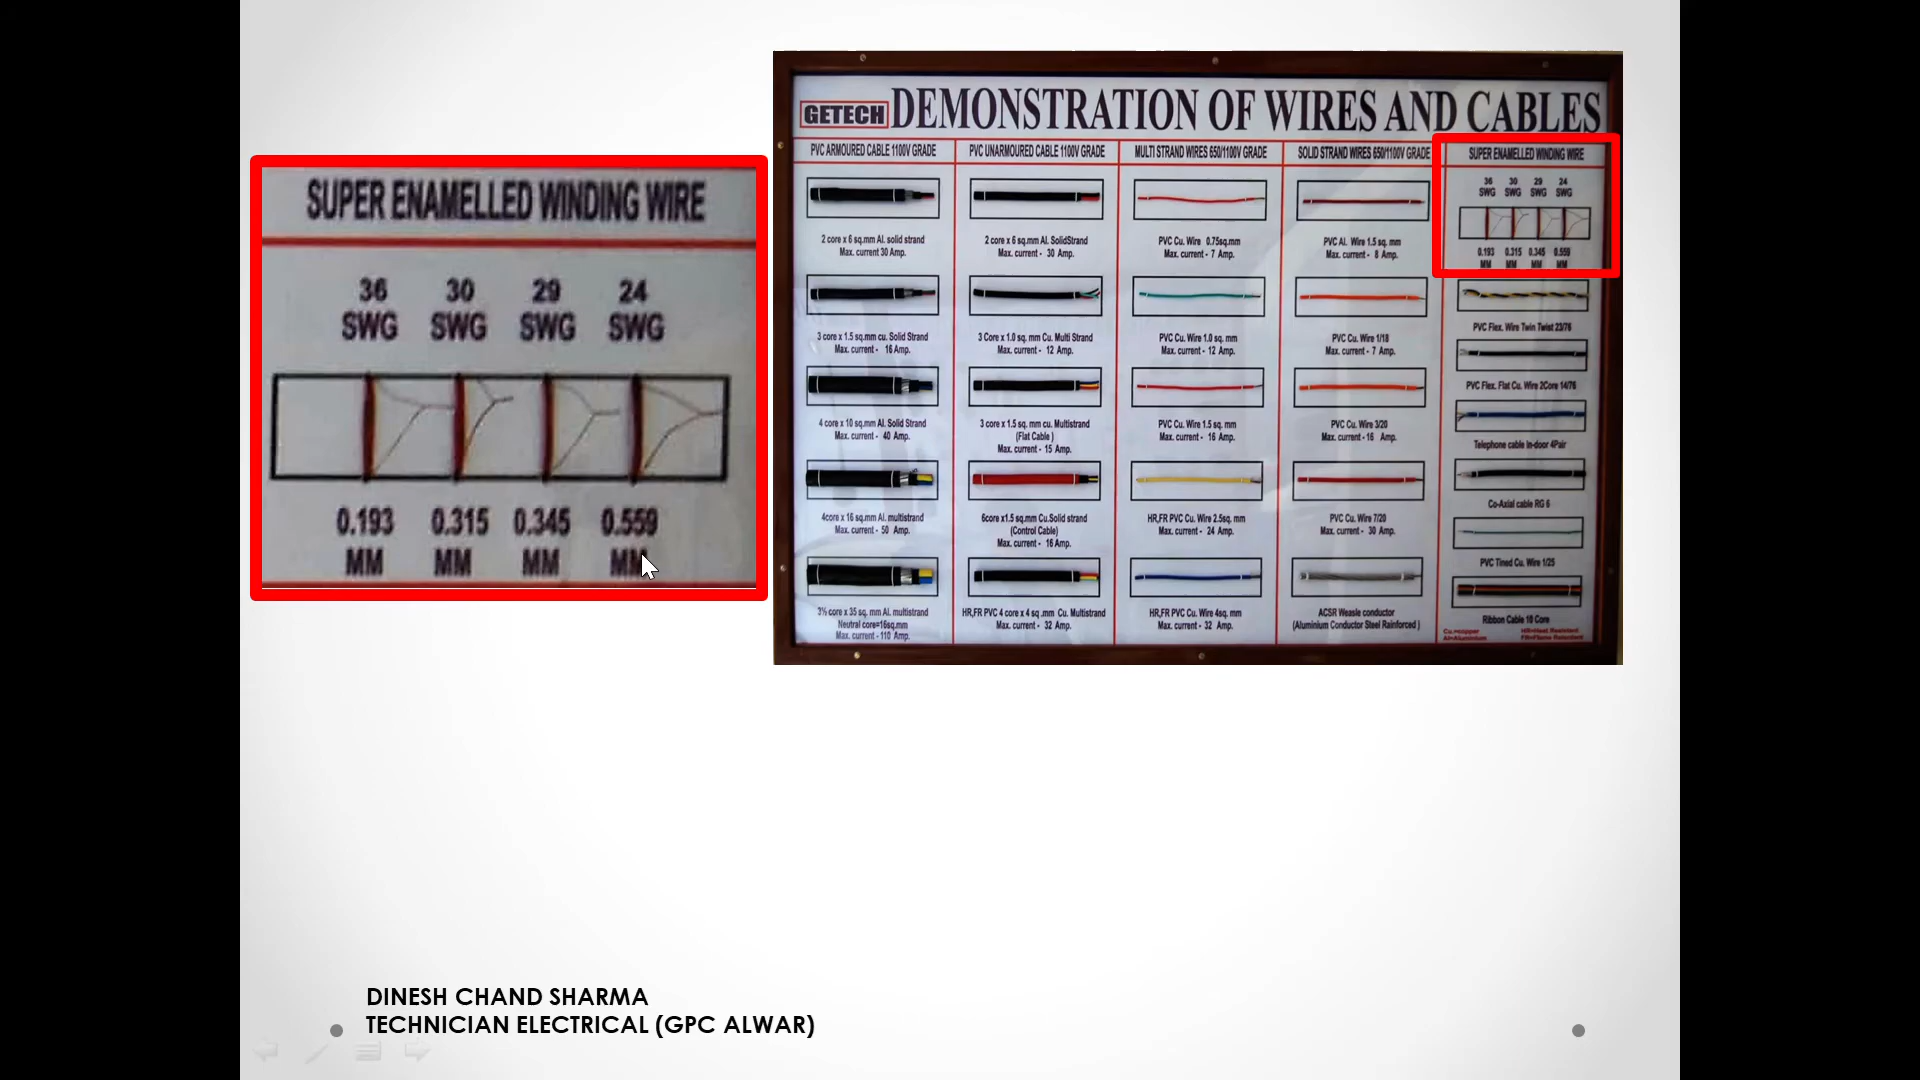 SUPER ENAMELLED WINDING WIRE
36 30 29 24
SWG SWG SWG SWG
0.193 0.315 0.345 0.559
MM MM MM MM
GETECH DEMONSTRATION OF WIRES AND CABLES
PVC ARMOURED CABLE 1100V GRADE
2 core x 6 sq.mm Al. solid strand
Max. current 30 Amp.
3 core x 1.5 sq.mm cu. Solid Strand
Max. current - 16 Amp.
4 core x 10 sq.mm Al. Solid Strand
Max. current - 40 Amp.
4core x 16 sq.mm Al. multistrand
Max. current - 50 Amp.
3½ core x 35 sq. mm Al. multistrand
Neutral core=16sq.mm
Max. current - 110 Amp.
PVC UNARMOURED CABLE 1100V GRADE
2 core x 6 sq.mm Al. SolidStrand
Max. current - 30 Amp.
3 Core x 1.0 sq.mm Cu. Multi Strand
Max. current - 12 Amp.
3 core x 1.5 sq. mm cu. Multistrand
(Flat Cable )
Max. current - 15 Amp.
6core x1.5 sq. mm Cu.Solid strand
(Control Cable)
Max. current - 16 Amp.
HR,FR PVC 4 core x 4 sq .mm Cu. Multistrand
Max. current - 32 Amp.
MULTI STRAND WIRES 650/1100V GRADE
PVC Cu. Wire 0.75sq.mm
Max. current - 7 Amp.
PVC Cu. Wire 1.0 sq. mm
Max. current - 12 Amp.
PVC Cu. Wire 1.5 sq. mm
Max. current - 16 Amp.
HR,FR PVC Cu. Wire 2.5sq. mm
Max. current - 24 Amp.
HR,FR PVC Cu. Wire 4sq. mm
Max. current - 32 Amp.
SOLID STRAND WIRES 650/1100V GRADE
PVC Al. Wire 1.5 sq. mm
Max. current - 8 Amp.
PVC Cu. Wire 1/18
Max. current - 7 Amp.
PVC Cu. Wire 3/20
Max. current - 16 Amp.
PVC Cu. Wire 7/20
Max. current - 30 Amp.
ACSR Weasle conductor
(Aluminium Conductor Steel Reinforced )
SUPER ENAMELLED WINDING WIRE
36 30 29 24
SWG SWG SWG SWG
0.193 0.315 0.345 0.559
MM MM MM MM
PVC Flex. Wire Twin Twist 23/76
PVC Flex. Flat Cu. Wire 2Core 14/76
Telephone cable In-door 4Pair
Co-Axial cable RG 6
PVC Tined Cu. Wire 1/25
Ribbon Cable 16 Core
Cu.=copper HR=Heat Resistant
Al=Aluminium FR=Flame Retardent
DINESH CHAND SHARMA
TECHNICIAN ELECTRICAL (GPC ALWAR)